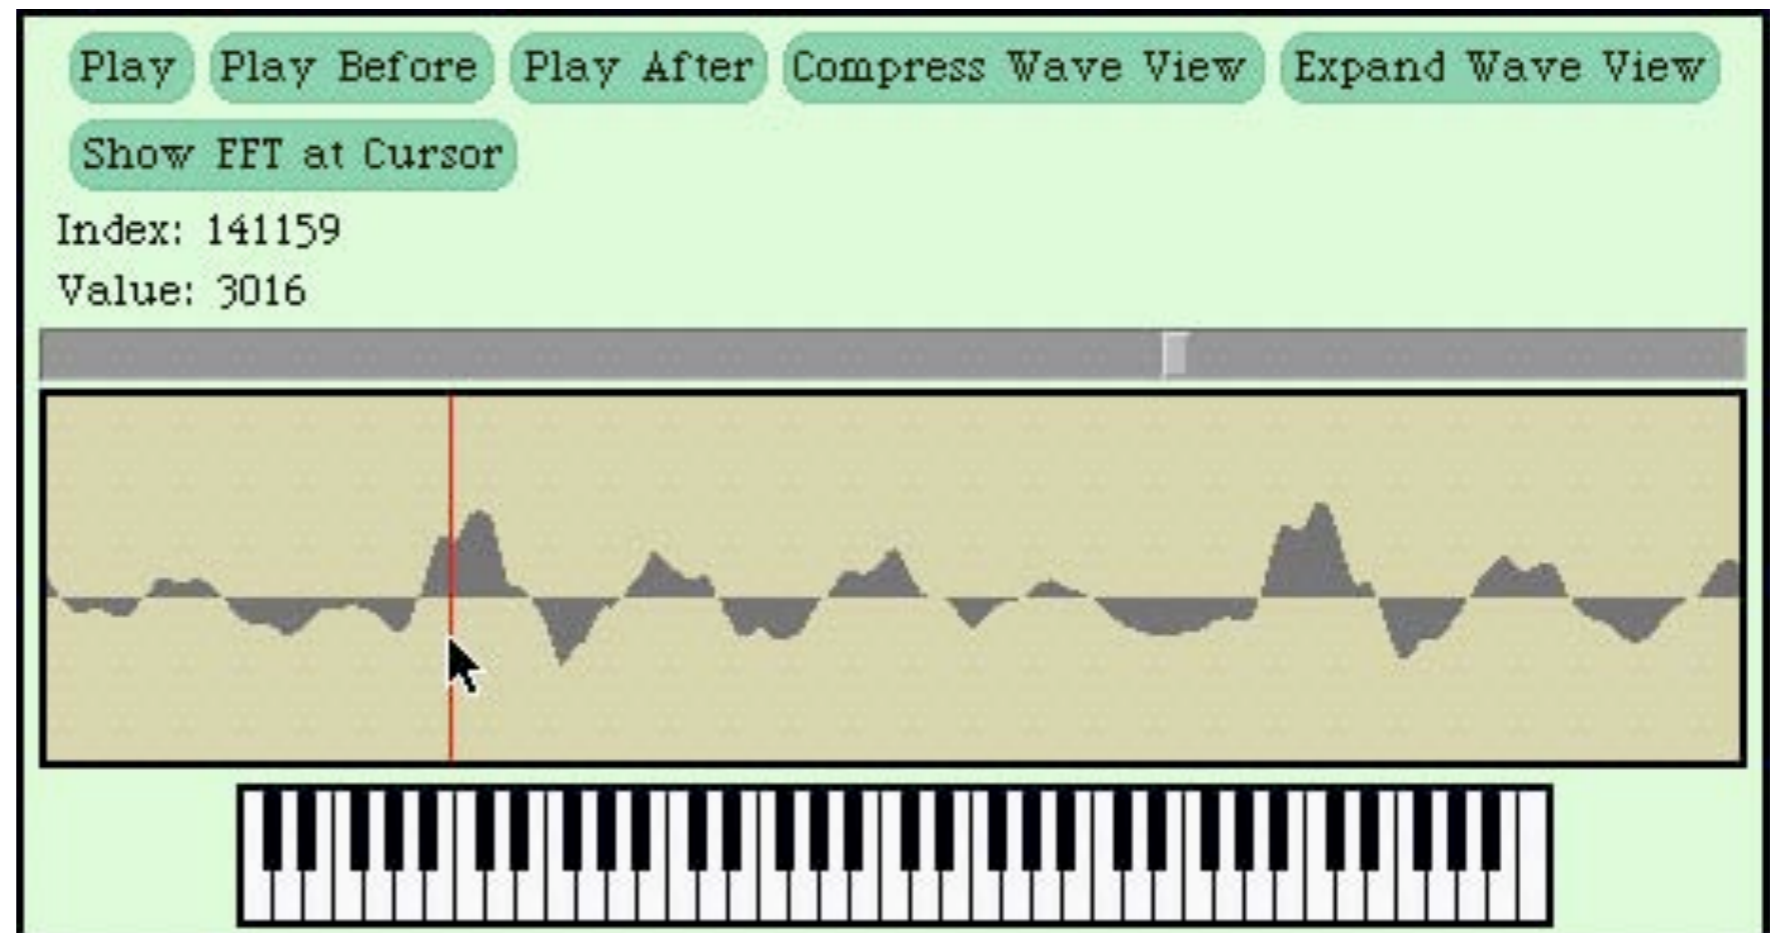 Play Play Before Play After Compress Wave View Expand Wave View
Show FFT at Cursor
Index: 141159
Value: 3016